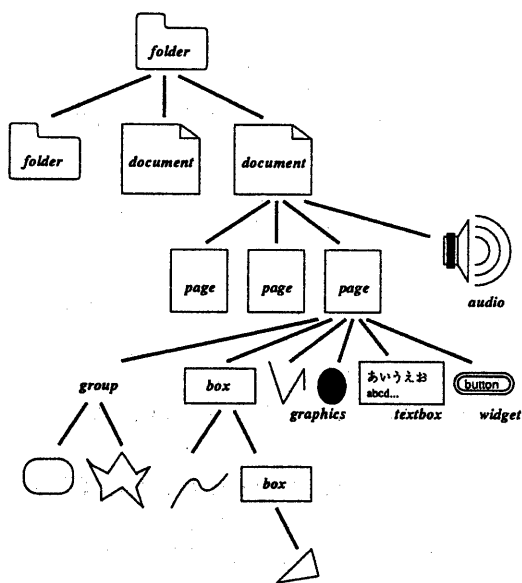 folder
folder
document
document
page
page
page
audio
group
box
graphics
あいうえお
abcd...
textbox
button
widget
box